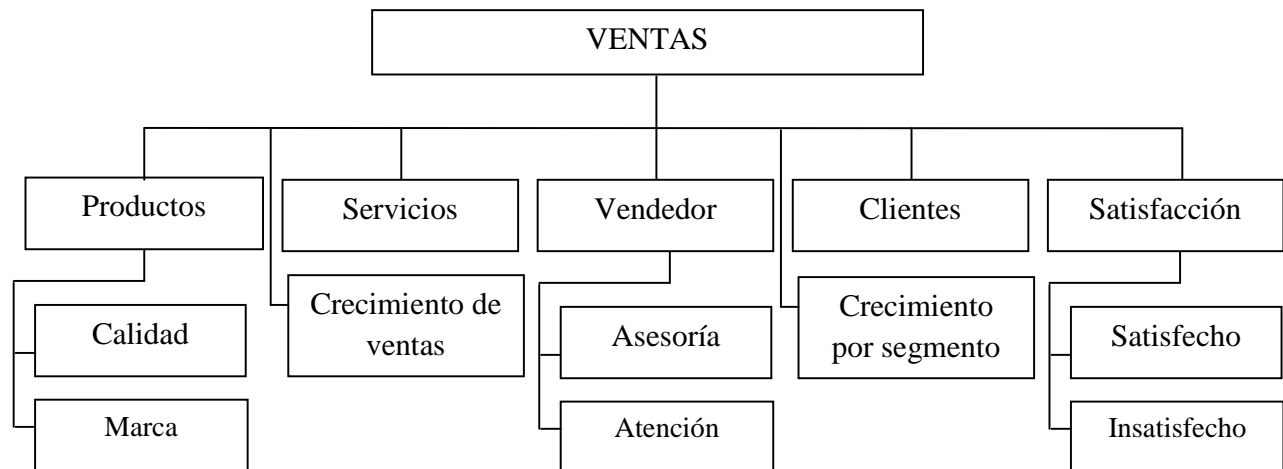 VENTAS
Productos
Servicios
Vendedor
Clientes
Satisfacción
Calidad
Marca
Crecimiento de
ventas
Asesoría
Atención
Crecimiento
por segmento
Satisfecho
Insatisfecho